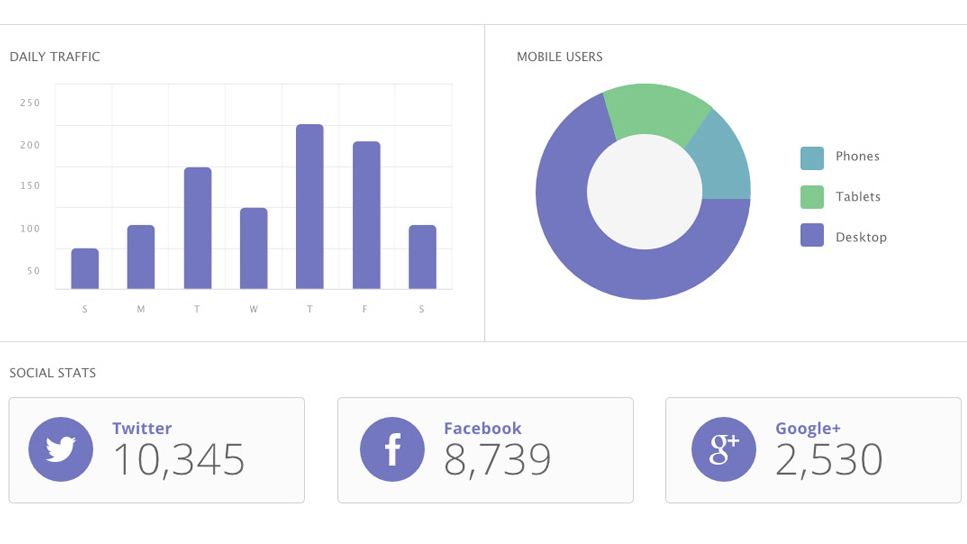 DAILY TRAFFIC
250
200
150
100
50
S M T W T F S
MOBILE USERS
Phones
Tablets
Desktop
SOCIAL STATS
Twitter
10,345
Facebook
8,739
Google+
2,530